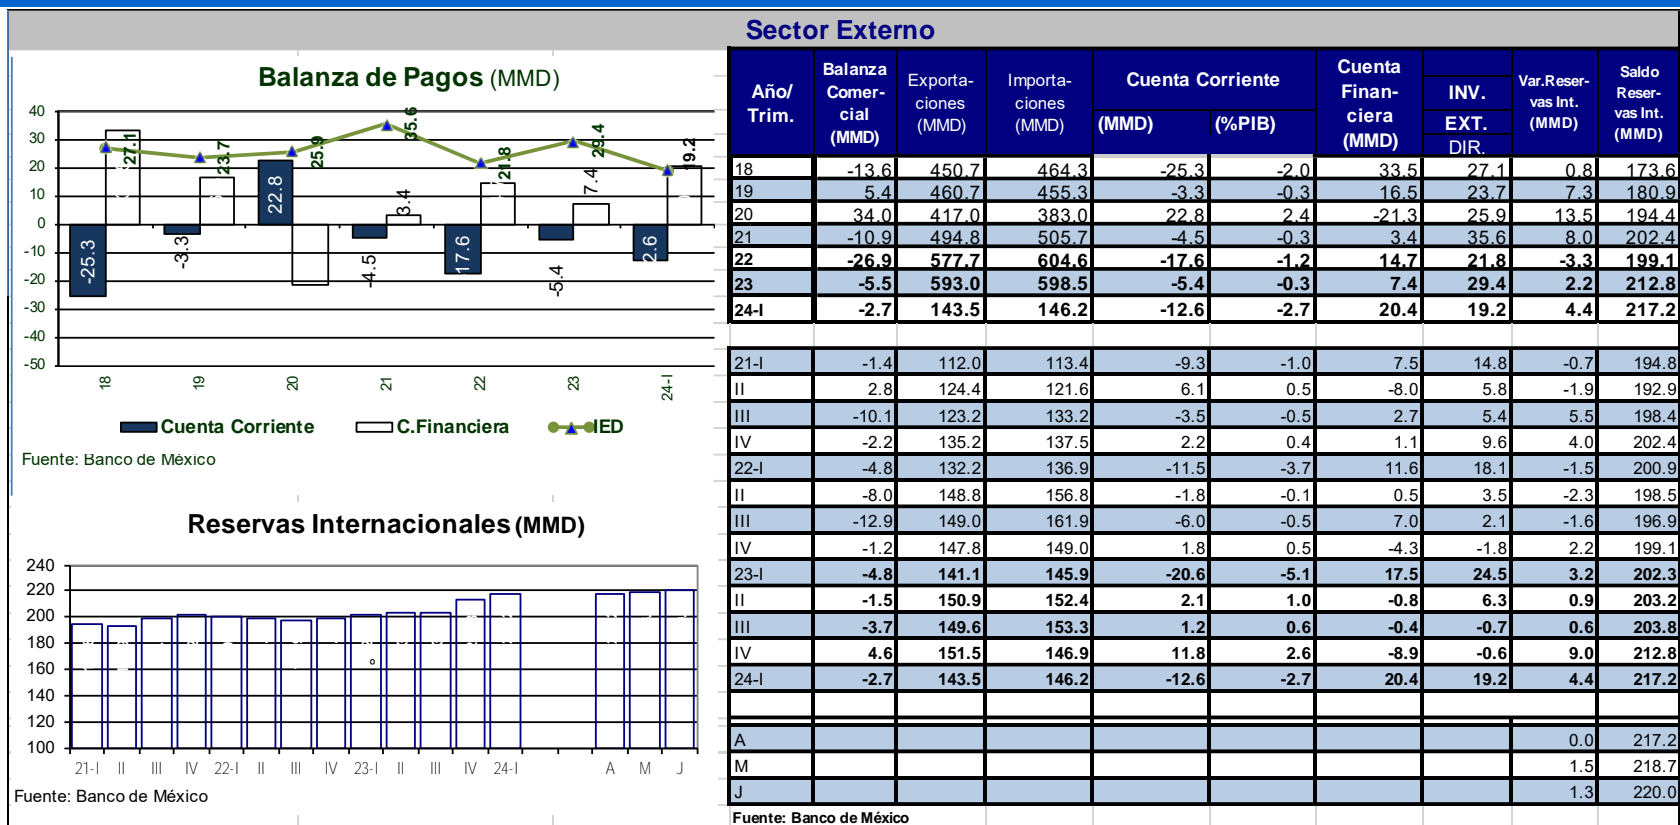 Sector Externo
Balanza de Pagos (MMD)
40
30
20
10
0
-10
-20
-30
-40
-50
27.1
23.7
25.9
35.6
21.8
29.4
19.2
-25.3
-3.3
22.8
-4.5
3.4
17.6
-5.4
7.4
2.6
18
19
20
21
22
23
24-I
Cuenta Corriente
C.Financiera
IED
Fuente: Banco de México
Reservas Internacionales (MMD)
240
220
200
180
160
140
120
100
21-I II III IV 22-I II III IV 23-I II III IV 24-I A M J
Fuente: Banco de México
Año/ Trim.
Balanza Comer- cial (MMD)
Exporta- ciones (MMD)
Importa- ciones (MMD)
Cuenta Corriente
(MMD) (%PIB)
Cuenta Finan- ciera (MMD)
INV. EXT. DIR.
Var.Reser- vas Int. (MMD)
Saldo Reser- vas Int. (MMD)
18 -13.6 450.7 464.3 -25.3 -2.0 33.5 27.1 0.8 173.6
19 5.4 460.7 455.3 -3.3 -0.3 16.5 23.7 7.3 180.9
20 34.0 417.0 383.0 22.8 2.4 -21.3 25.9 13.5 194.4
21 -10.9 494.8 505.7 -4.5 -0.3 3.4 35.6 8.0 202.4
22 -26.9 577.7 604.6 -17.6 -1.2 14.7 21.8 -3.3 199.1
23 -5.5 593.0 598.5 -5.4 -0.3 7.4 29.4 2.2 212.8
24-I -2.7 143.5 146.2 -12.6 -2.7 20.4 19.2 4.4 217.2
21-I -1.4 112.0 113.4 -9.3 -1.0 7.5 14.8 -0.7 194.8
II 2.8 124.4 121.6 6.1 0.5 -8.0 5.8 -1.9 192.9
III -10.1 123.2 133.2 -3.5 -0.5 2.7 5.4 5.5 198.4
IV -2.2 135.2 137.5 2.2 0.4 1.1 9.6 4.0 202.4
22-I -4.8 132.2 136.9 -11.5 -3.7 11.6 18.1 -1.5 200.9
II -8.0 148.8 156.8 -1.8 -0.1 0.5 3.5 -2.3 198.5
III -12.9 149.0 161.9 -6.0 -0.5 7.0 2.1 -1.6 196.9
IV -1.2 147.8 149.0 1.8 0.5 -4.3 -1.8 2.2 199.1
23-I -4.8 141.1 145.9 -20.6 -5.1 17.5 24.5 3.2 202.3
II -1.5 150.9 152.4 2.1 1.0 -0.8 6.3 0.9 203.2
III -3.7 149.6 153.3 1.2 0.6 -0.4 -0.7 0.6 203.8
IV 4.6 151.5 146.9 11.8 2.6 -8.9 -0.6 9.0 212.8
24-I -2.7 143.5 146.2 -12.6 -2.7 20.4 19.2 4.4 217.2
A 0.0 217.2
M 1.5 218.7
J 1.3 220.0
Fuente: Banco de México